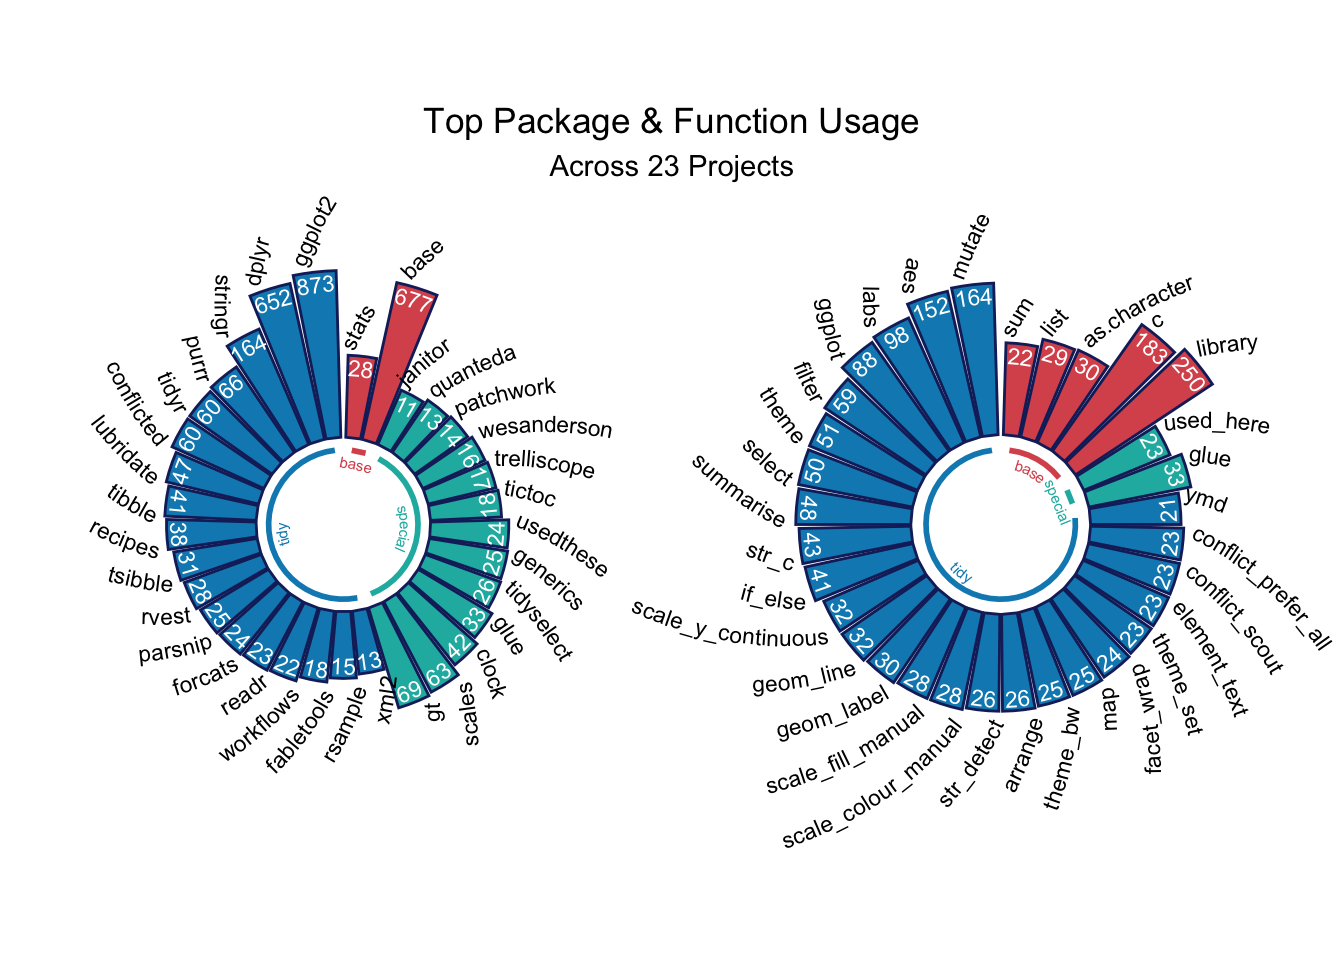 Top Package & Function Usage
Across 23 Projects
stats
28
base
677
janitor
11
quanteda
13
patchwork
14
wesanderson
16
trelliscope
17
tictoc
18
usedthese
24
generics
25
tidyselect
26
glue
33
clock
42
scales
63
gt
69
xml2
13
rsample
15
fabletools
18
workflows
22
readr
23
forcats
24
parsnip
25
rvest
28
tsibble
31
recipes
38
tibble
41
lubridate
47
conflicted
60
tidyr
60
purrr
66
stringr
164
dplyr
652
ggplot2
873
base
special
tidy
sum
22
list
29
as.character
30
c
183
library
250
used_here
23
glue
33
ymd
21
conflict_prefer_all
23
conflict_scout
23
element_text
23
theme_set
23
facet_wrap
24
map
25
theme_bw
25
arrange
26
str_detect
26
scale_colour_manual
28
scale_fill_manual
28
geom_label
30
geom_line
32
scale_y_continuous
32
if_else
41
str_c
43
summarise
48
select
50
theme
51
filter
59
ggplot
88
labs
98
aes
152
mutate
164
base
special
tidy